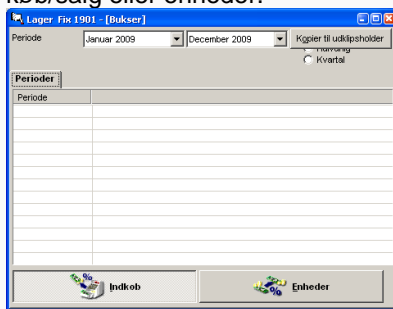 køb/salg eller enheder.
Lager Fix 1901 - [Bukser]
Periode
Januar 2009
December 2009
Kopier til udklipsholder
Halvårlig
Kvartal
Perioder
Periode
Indkob
Enheder